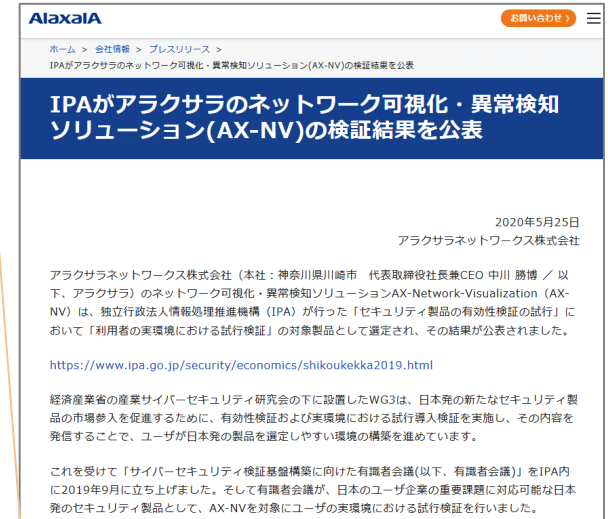 AlaxalA
お問い合わせ
ホーム > 会社情報 > プレスリリース >
IPAがアラクサラのネットワーク可視化・異常検知ソリューション(AX-NV)の検証結果を公表
IPAがアラクサラのネットワーク可視化・異常検知
ソリューション(AX-NV)の検証結果を公表
2020年5月25日
アラクサラネットワークス株式会社
アラクサラネットワークス株式会社（本社：神奈川県川崎市　代表取締役社長兼CEO 中川 勝博 ／ 以
下、アラクサラ）のネットワーク可視化・異常検知ソリューションAX-Network-Visualization（AX-
NV）は、独立行政法人情報処理推進機構（IPA）が行った「セキュリティ製品の有効性検証の試行」に
おいて「利用者の実環境における試行検証」の対象製品として選定され、その結果が公表されました。
https://www.ipa.go.jp/security/economics/shikoukekka2019.html
経済産業省の産業サイバーセキュリティ研究会の下に設置したWG3は、日本発の新たなセキュリティ製
品の市場参入を促進するために、有効性検証および実環境における試行導入検証を実施し、その内容を
発信することで、ユーザが日本発の製品を選定しやすい環境の構築を進めています。
これを受けて「サイバーセキュリティ検証基盤構築に向けた有識者会議(以下、有識者会議)」をIPA内
に2019年9月に立ち上げました。そして有識者会議が、日本のユーザ企業の重要課題に対応可能な日本
発のセキュリティ製品として、AX-NVを対象にユーザの実環境における試行検証を行いました。